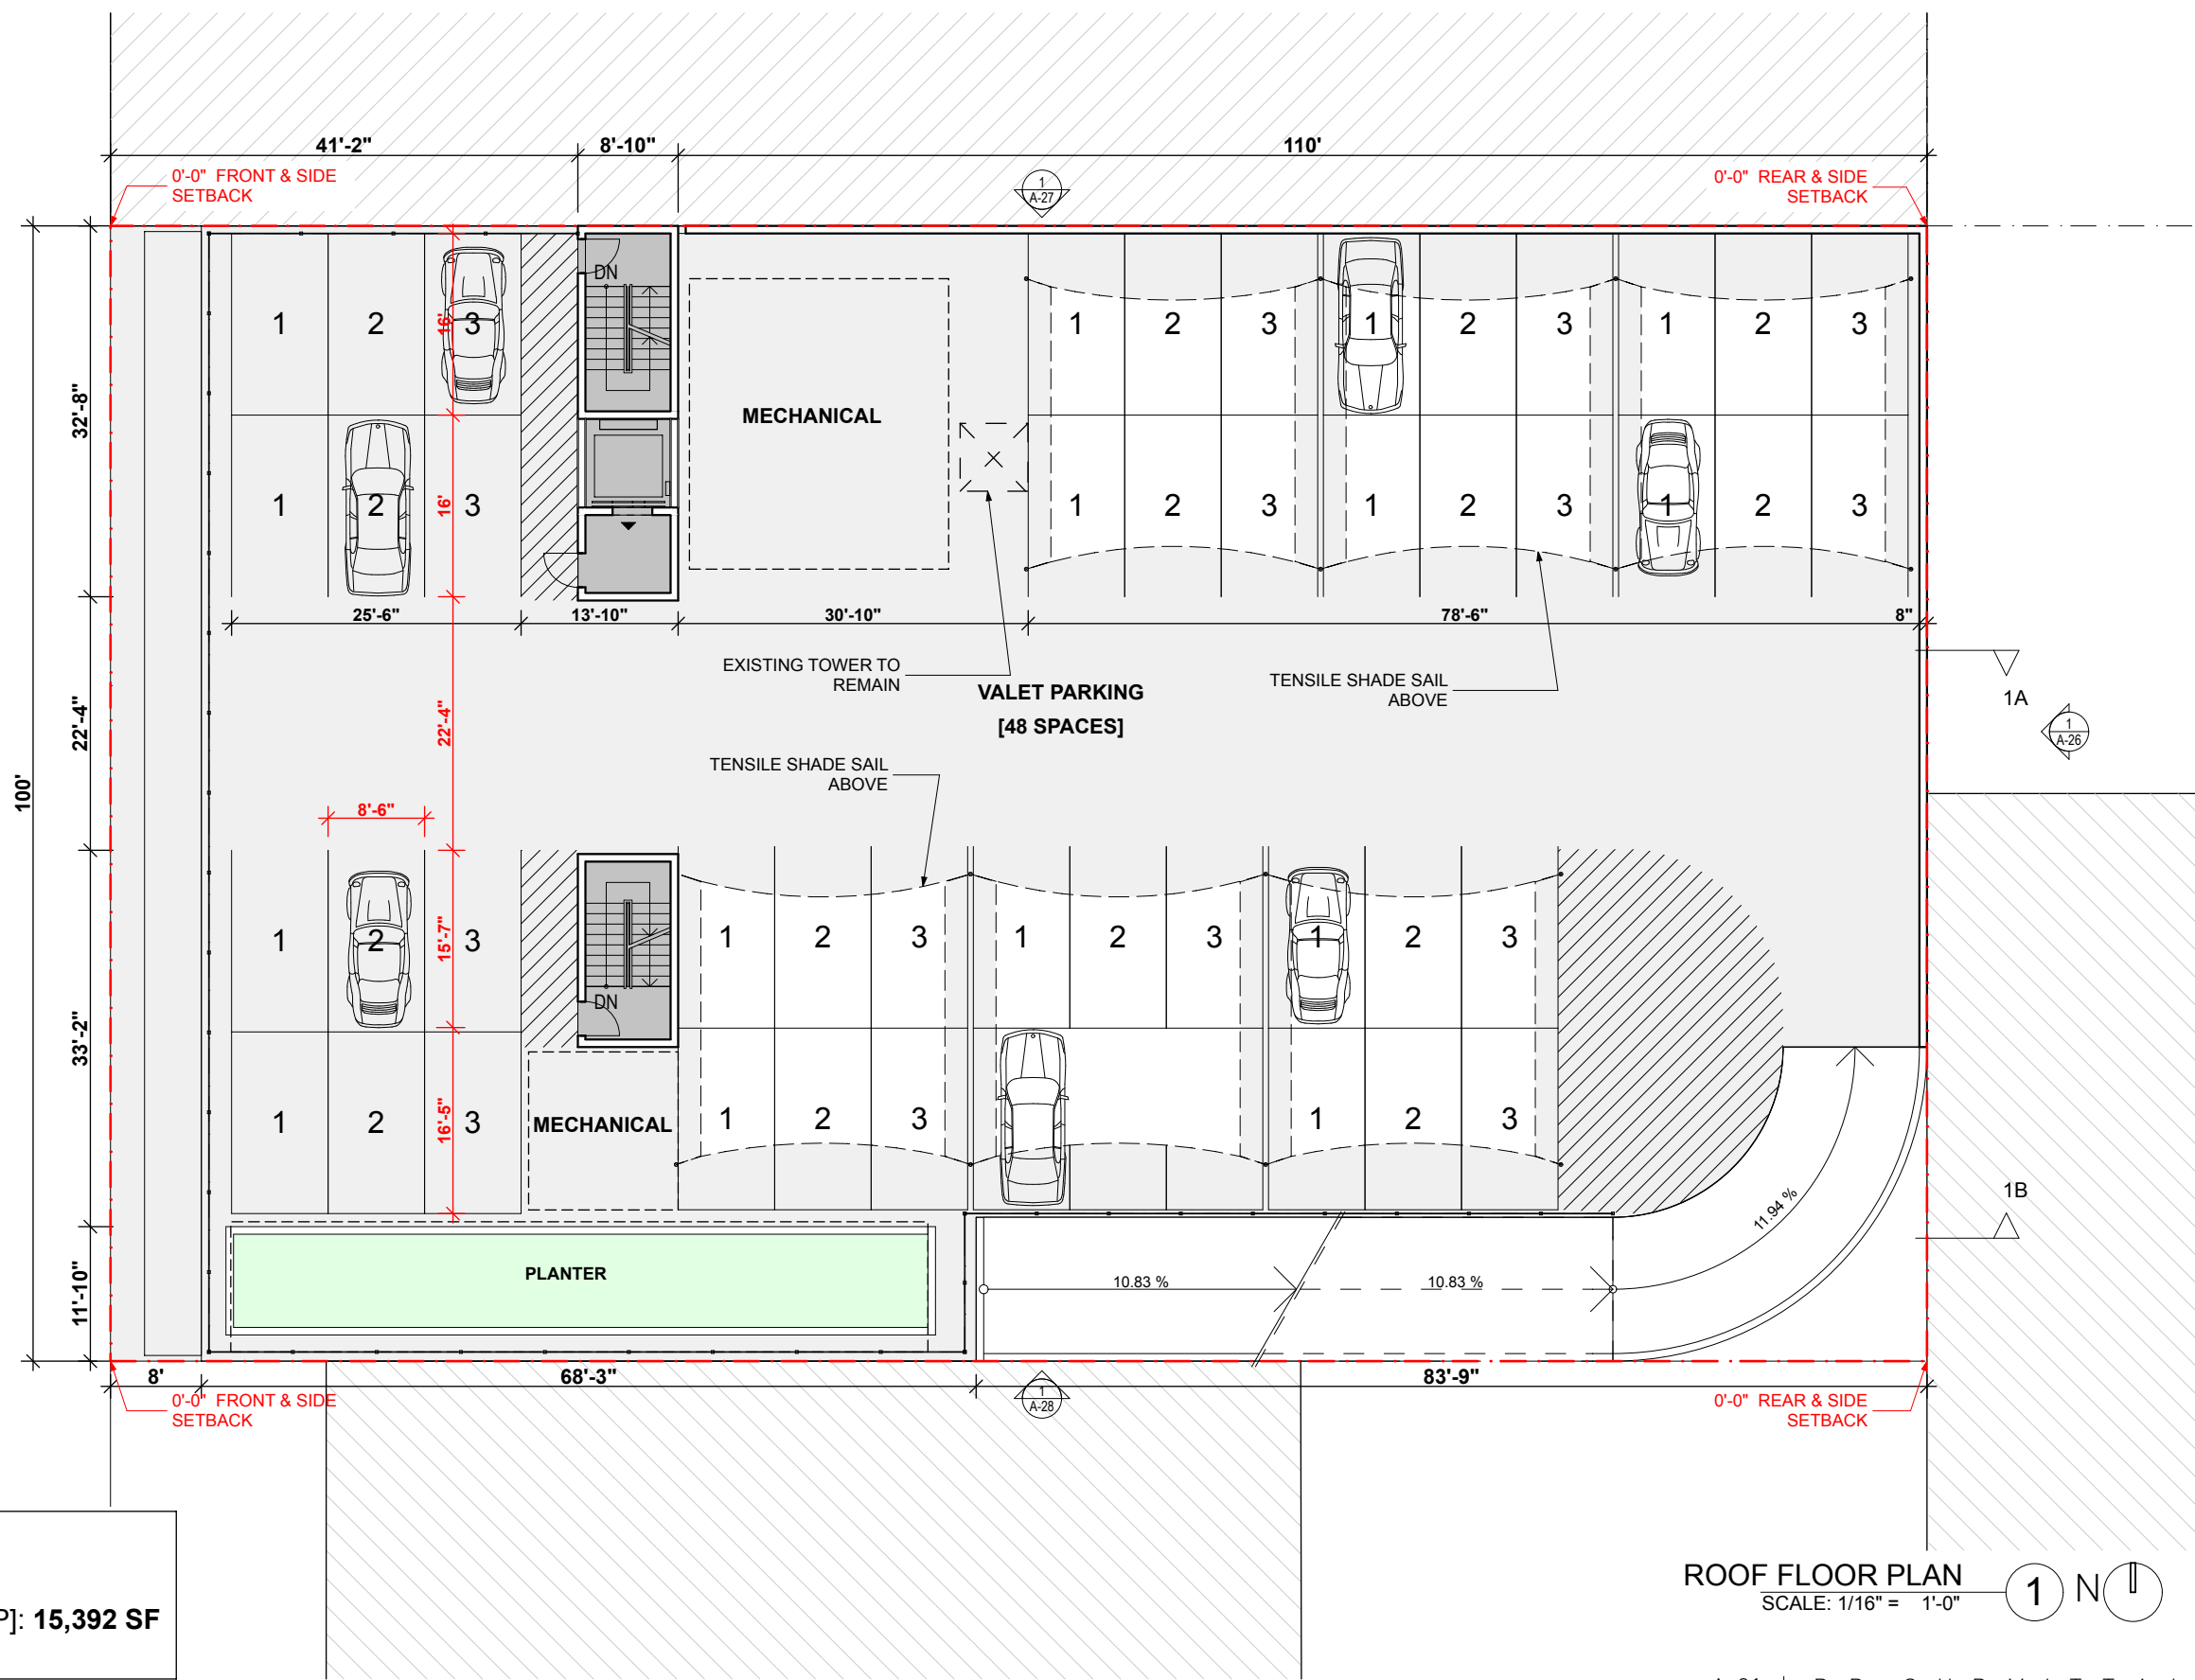 41'-2" 8'-10" 110'
0'-0" FRONT & SIDE
SETBACK
1
A-27
0'-0" REAR & SIDE
SETBACK
DN
1 2 16' 3 1 2 3 1 2 3 1 2 3
32'-8"
MECHANICAL
1 2 16' 3 1 2 3 1 2 3 1 2 3
25'-6" 13'-10" 30'-10" 78'-6" 8"
EXISTING TOWER TO
REMAIN
TENSILE SHADE SAIL
ABOVE
VALET PARKING
[48 SPACES]
1A
1
A-26
22'-4" 22'-4"
100'
TENSILE SHADE SAIL
ABOVE
8'-6"
1 2 15'-7" 3 1 2 3 1 2 3 1 2 3
DN
33'-2"
1 2 16'-5" 3 MECHANICAL 1 2 3 1 2 3
11.94 %
1B
11'-10"
PLANTER
10.83 % 10.83 %
8' 68'-3" 83'-9"
0'-0" FRONT & SIDE
SETBACK
1
A-28
0'-0" REAR & SIDE
SETBACK
P]: 15,392 SF
ROOF FLOOR PLAN 1 N
SCALE: 1/16" = 1'-0"